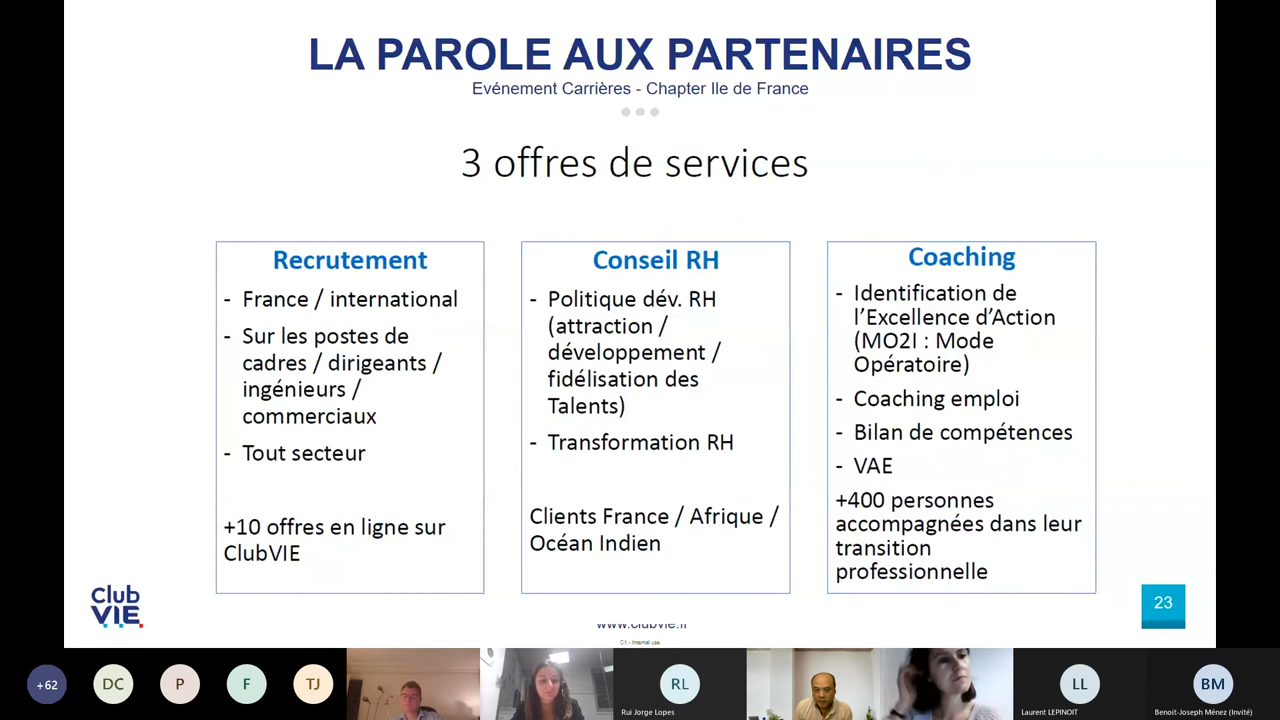 LA PAROLE AUX PARTENAIRES
Evénement Carrières - Chapter Ile de France
3 offres de services
Recrutement
- France / international
- Sur les postes de
cadres / dirigeants /
ingénieurs /
commerciaux
- Tout secteur
+10 offres en ligne sur
ClubVIE
Conseil RH
- Politique dév. RH
(attraction /
développement /
fidélisation des
Talents)
- Transformation RH
Clients France / Afrique /
Océan Indien
Coaching
- Identification de
l’Excellence d’Action
(MO2I : Mode
Opératoire)
- Coaching emploi
- Bilan de compétences
- VAE
+400 personnes
accompagnées dans leur
transition
professionnelle
Club
VIE
23
www.clubvie.fr
C1 - Internal use
+62
DC
P
F
TJ
RL
Rui Jorge Lopes
LL
Laurent LEPINOIT
BM
Benoit-Joseph Ménez (Invité)